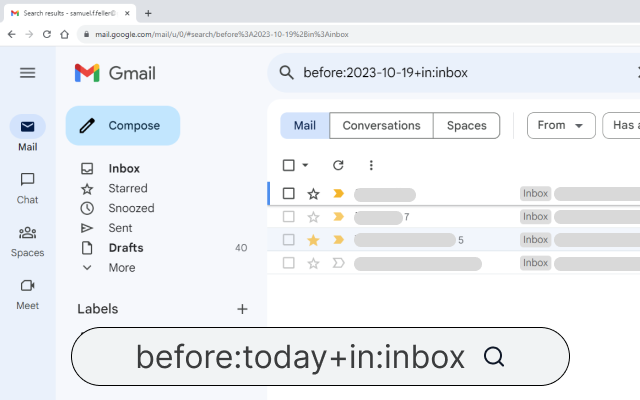 Search results - samuel.f.feller@
mail.google.com/mail/u/0/#search/before%3A2023-10-19%2Bin%3Ainbox
Gmail
before:2023-10-19+in:inbox
Compose
Mail Conversations Spaces From Has a
Mail
Inbox
Starred
Chat
Snoozed
Sent
Spaces
Drafts 40
More
Meet
Inbox
7 Inbox
5 Inbox
Inbox
Labels
before:today+in:inbox